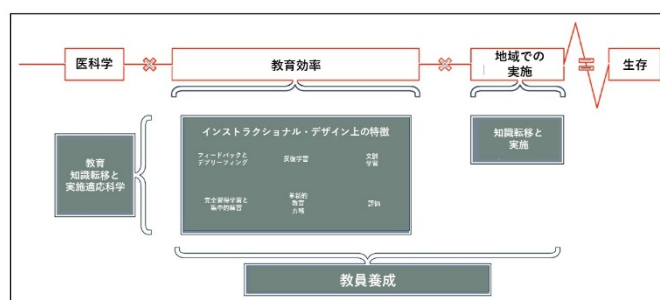 医科学
教育効率
地域での
実施
生存
インストラクショナル・デザイン上の特徴
フィードバックと
デブリーフィング
反復学習
文脈
学習
完全習得学習と
集中的練習
革新的
教育
方略
評価
教育
知識転移と
実施適応科学
知識転移と
実施
教員養成